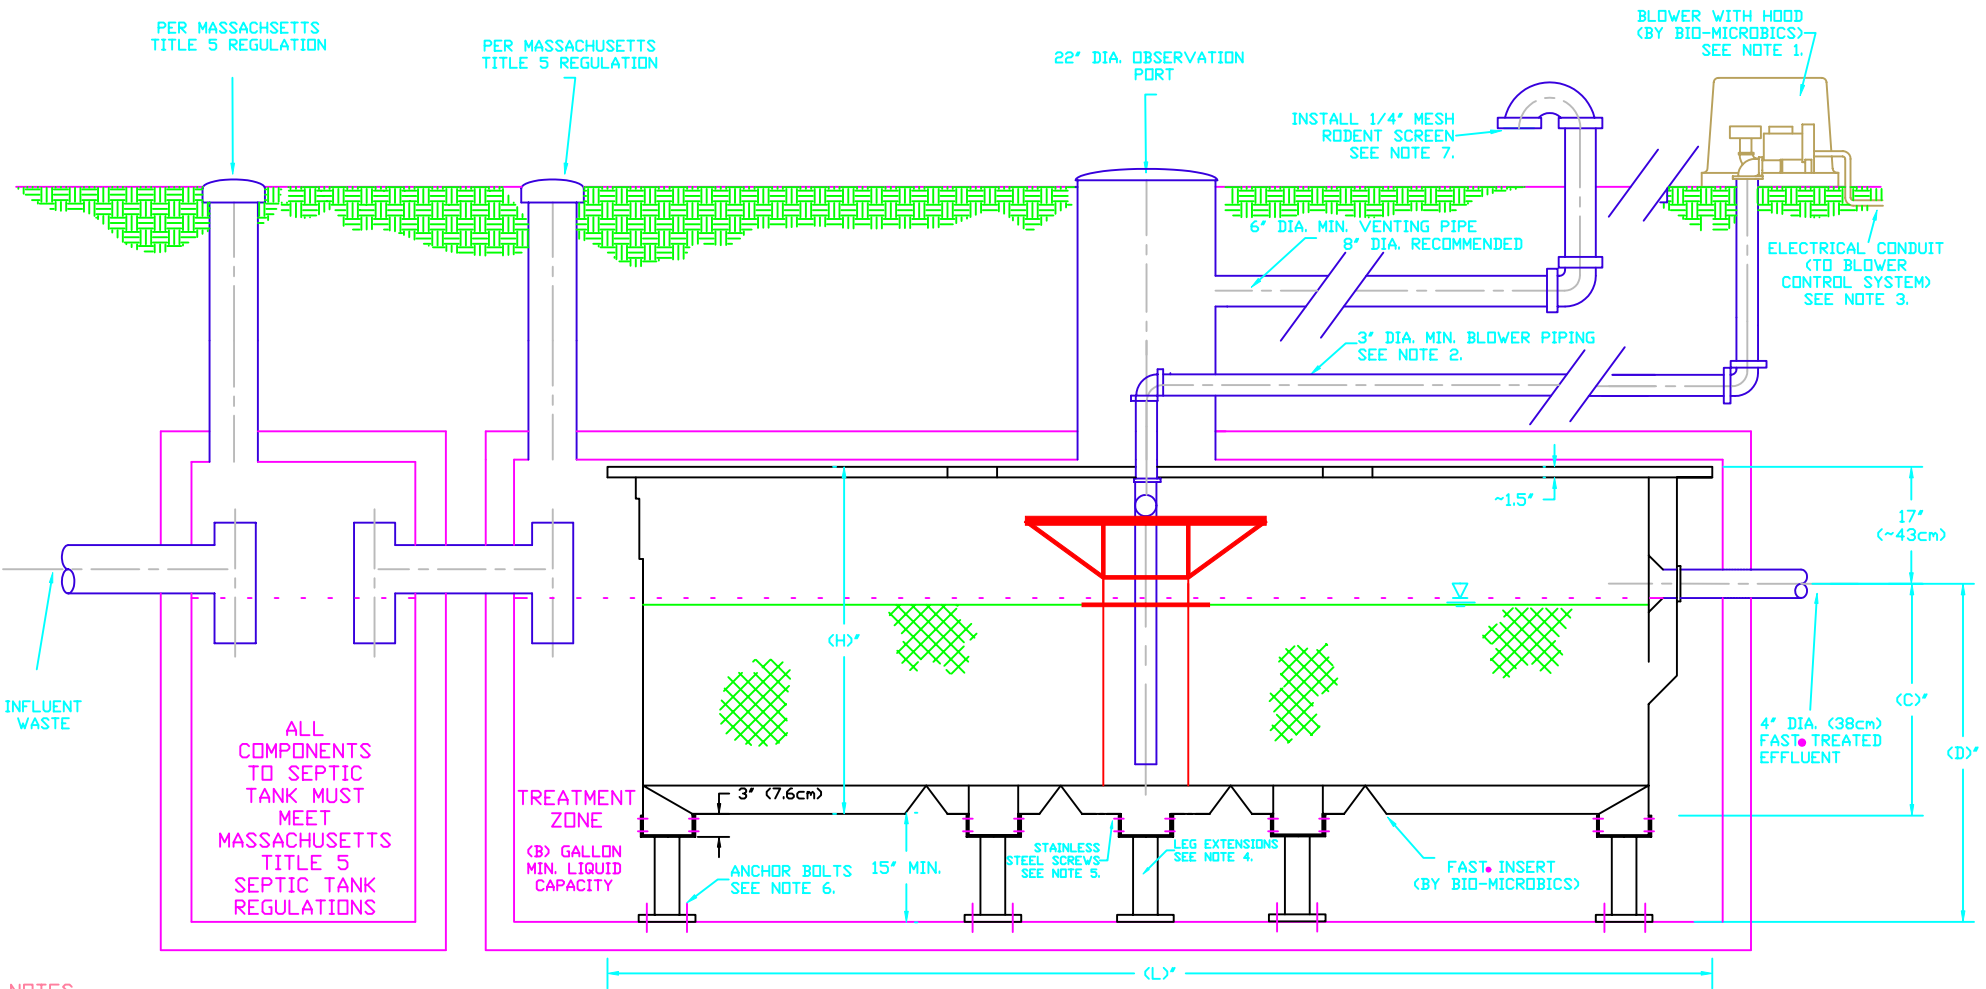 PER MASSACHSETTS
TITLE 5 REGULATION
PER MASSACHUSETTS
TITLE 5 REGULATION
22" DIA. OBSERVATION
PORT
BLOWER WITH HOOD
(BY BIO-MICROBICS)
SEE NOTE 1.
INSTALL 1/4" MESH
RODENT SCREEN
SEE NOTE 7.
6" DIA. MIN. VENTING PIPE
8" DIA. RECOMMENDED
ELECTRICAL CONDUIT
(TO BLOWER
CONTROL SYSTEM)
SEE NOTE 3.
3" DIA. MIN. BLOWER PIPING
SEE NOTE 2.
~1.5"
17"
(~43cm)
(H)"
(C)"
(D)"
INFLUENT
WASTE
4" DIA. (38cm)
FAST• TREATED
EFFLUENT
ALL
COMPONENTS
TO SEPTIC
TANK MUST
MEET
MASSACHUSETTS
TITLE 5
SEPTIC TANK
REGULATIONS
TREATMENT
ZONE
(B) GALLON
MIN. LIQUID
CAPACITY
3" (7.6cm)
ANCHOR BOLTS
SEE NOTE 6.
15" MIN.
STAINLESS
STEEL SCREWS
SEE NOTE 5.
LEG EXTENSIONS
SEE NOTE 4.
FAST• INSERT
(BY BIO-MICROBICS)
(L)"
NOTES